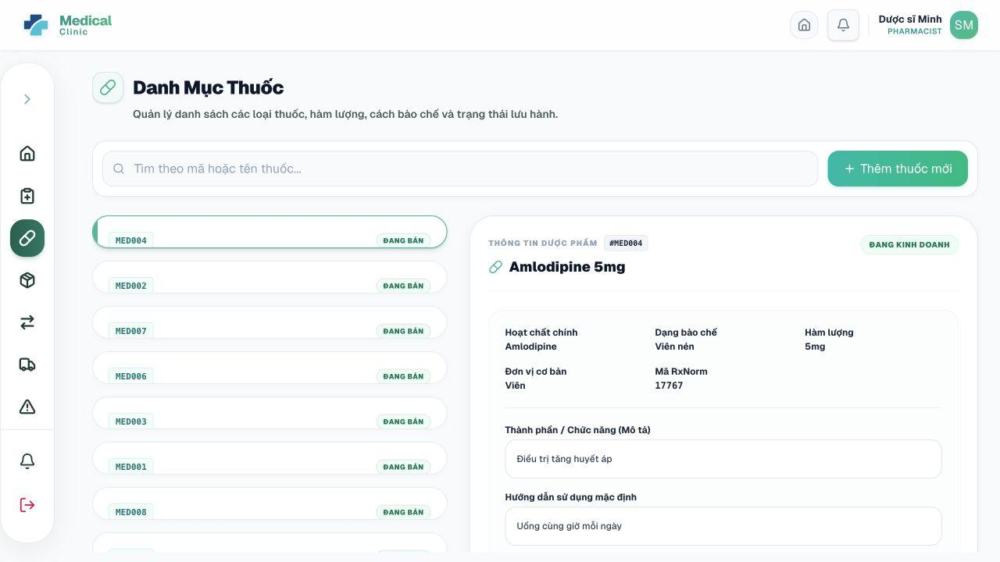 Medical
Clinic
Dược sĩ Minh
PHARMACIST
SM
Danh Mục Thuốc
Quản lý danh sách các loại thuốc, hàm lượng, cách bào chế và trạng thái lưu hành.
Tìm theo mã hoặc tên thuốc...
+ Thêm thuốc mới
MED004 ĐANG BÁN
MED002 ĐANG BÁN
MED007 ĐANG BÁN
MED006 ĐANG BÁN
MED003 ĐANG BÁN
MED001 ĐANG BÁN
MED008 ĐANG BÁN
THÔNG TIN DƯỢC PHẨM #MED004
ĐANG KINH DOANH
Amlodipine 5mg
Hoạt chất chính Dạng bào chế Hàm lượng
Amlodipine Viên nén 5mg
Đơn vị cơ bản Mã RxNorm
Viên 17767
Thành phần / Chức năng (Mô tả)
Điều trị tăng huyết áp
Hướng dẫn sử dụng mặc định
Uống cùng giờ mỗi ngày